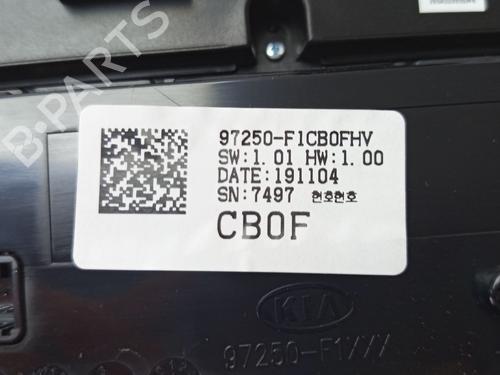 97250-F1CB0FHV
SW:1.01 HW:1.00
DATE:191104
SN:7497 현호현호
CB0F
KIA
97250-F1XXX
B-PARTS